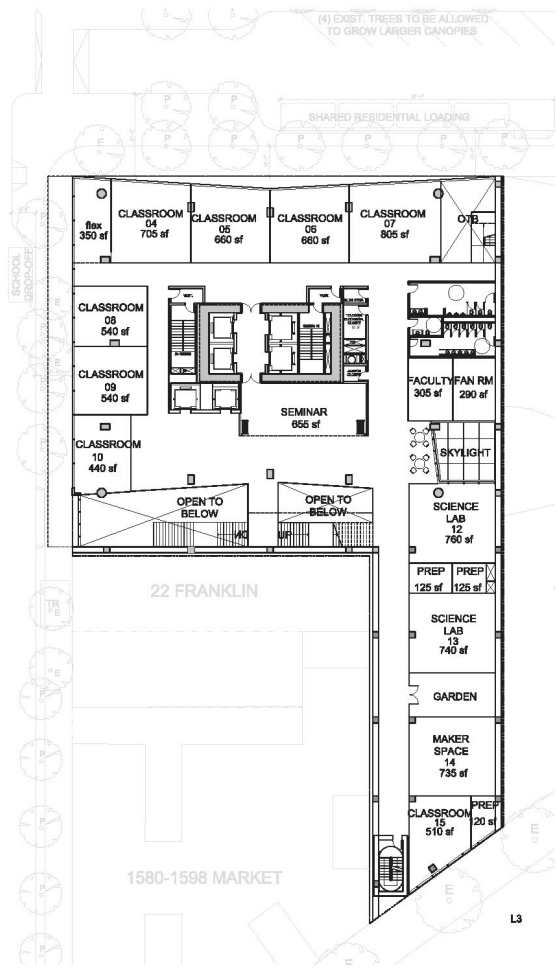 (4) EXIST. TREES TO BE ALLOWED
TO GROW LARGER CANOPIES
SHARED RESIDENTIAL LOADING
P
P
P
P
P
P
P
E
SCHOOL
DROP-OFF
flex
350 sf
CLASSROOM
04
705 sf
CLASSROOM
05
660 sf
CLASSROOM
06
660 sf
CLASSROOM
07
805 sf
OTB
CLASSROOM
08
540 sf
CLASSROOM
09
540 sf
CLASSROOM
10
440 sf
SEMINAR
655 sf
FACULTY
305 sf
FAN RM
290 sf
SKYLIGHT
OPEN TO
BELOW
OPEN TO
BELOW
UP
SCIENCE
LAB
12
760 sf
PREP
125 sf
PREP
125 sf
SCIENCE
LAB
13
740 sf
GARDEN
MAKER
SPACE
14
735 sf
CLASSROOM
15
510 sf
PREP
20 sf
22 FRANKLIN
1580-1598 MARKET
E
E
E
L3